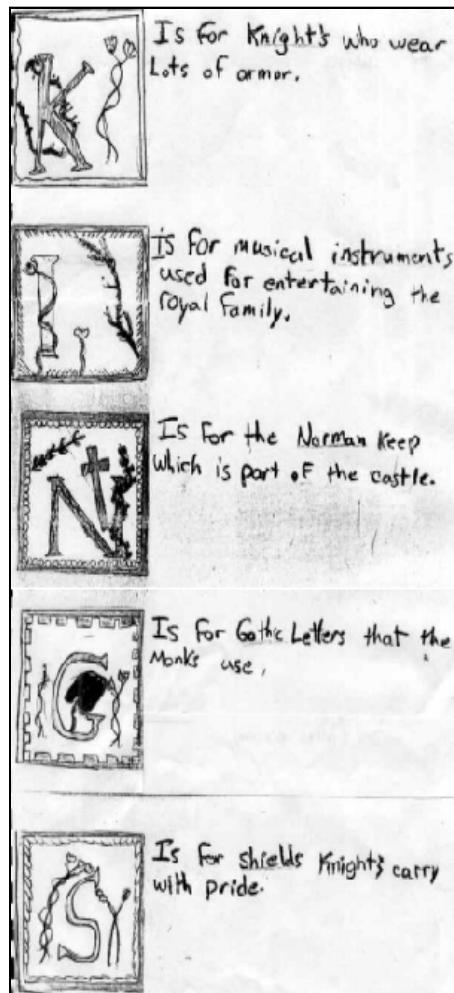 K Is for Knight's who wear
Lots of armor.
I is for musical instruments
used for entertaining the
royal family.
N Is for the Norman Keep
which is part of the castle.
G Is for Gothic Letters that the
Monks use.
S Is for shields Knight's carry
with pride.